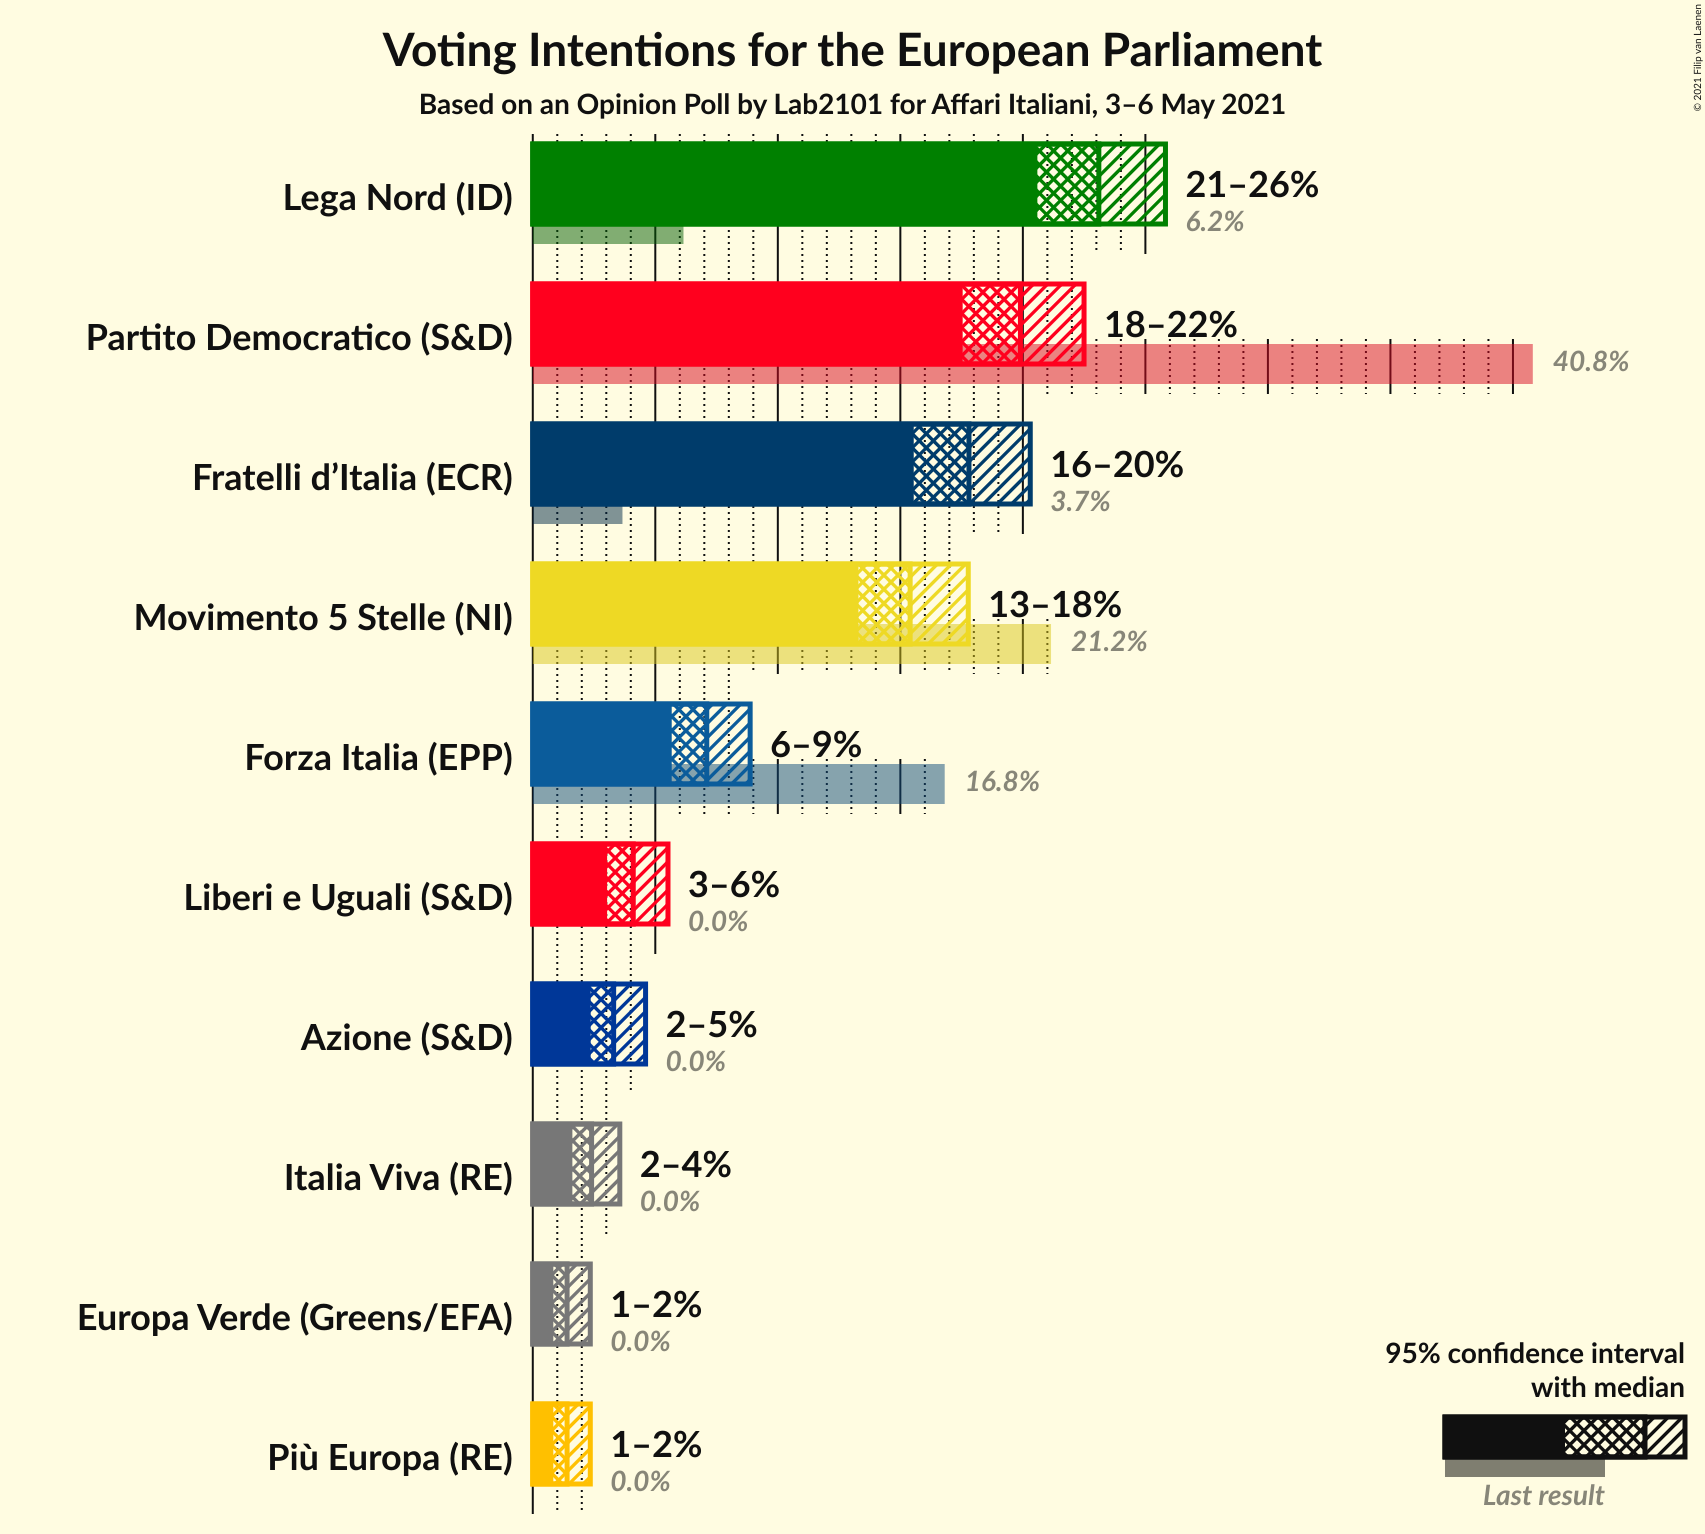 Voting Intentions for the European Parliament
Based on an Opinion Poll by Lab2101 for Affari Italiani, 3–6 May 2021
© 2021 Filip van Laenen
Lega Nord (ID)
21–26%
6.2%
Partito Democratico (S&D)
18–22%
40.8%
Fratelli d’Italia (ECR)
16–20%
3.7%
Movimento 5 Stelle (NI)
13–18%
21.2%
Forza Italia (EPP)
6–9%
16.8%
Liberi e Uguali (S&D)
3–6%
0.0%
Azione (S&D)
2–5%
0.0%
Italia Viva (RE)
2–4%
0.0%
Europa Verde (Greens/EFA)
1–2%
0.0%
Più Europa (RE)
1–2%
0.0%
95% confidence interval
with median
Last result